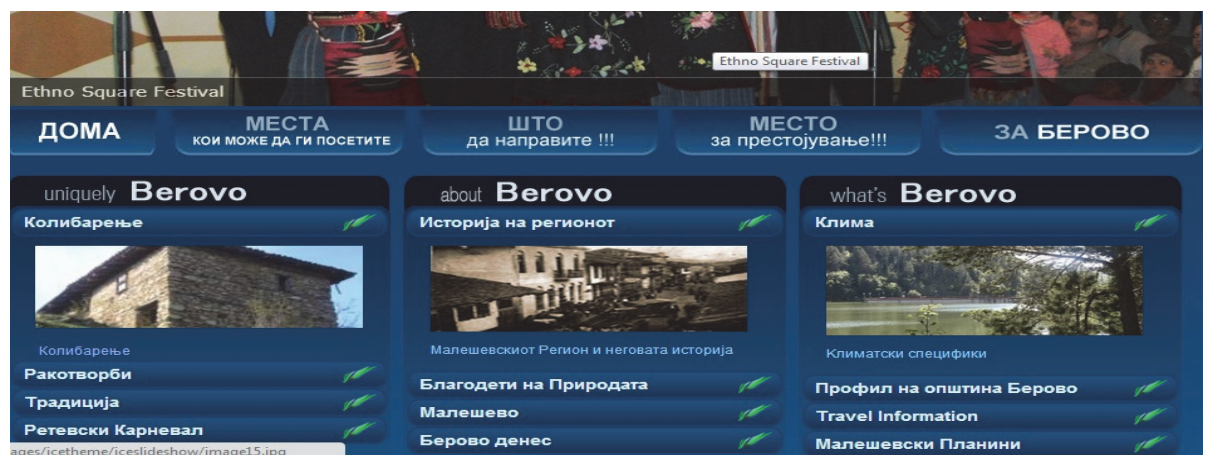 Ethno Square Festival
Ethno Square Festival
ДОМА
МЕСТА
КОИ МОЖЕ ДА ГИ ПОСЕТИТЕ
ШТО
да направите !!!
МЕСТО
за престојување!!!
ЗА БЕРОВО
uniquely Berovo
Колибарење
Колибарење
Ракотворби
Традиција
Ретевски Карневал
about Berovo
Историја на регионот
Малешевскиот Регион и неговата историја
Благодети на Природата
Малешево
Берово денес
what's Berovo
Клима
Климатски специфики
Профил на општина Берово
Travel Information
Малешевски Планини
ages/icetheme/iceslideshow/image15.jpg